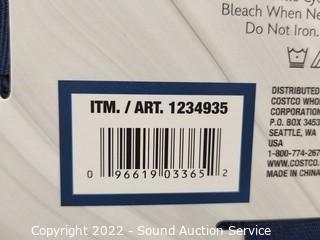 Bleach When Ne
Do Not Iron.
ITM. / ART. 1234935
0 96619 03365 2
DISTRIBUTED
COSTCO WHO
CORPORATION
P.O. BOX 3453
SEATTLE, WA
USA
1-800-774-267
WWW.COSTCO.
MADE IN CHINA
Copyright 2022 - Sound Auction Service